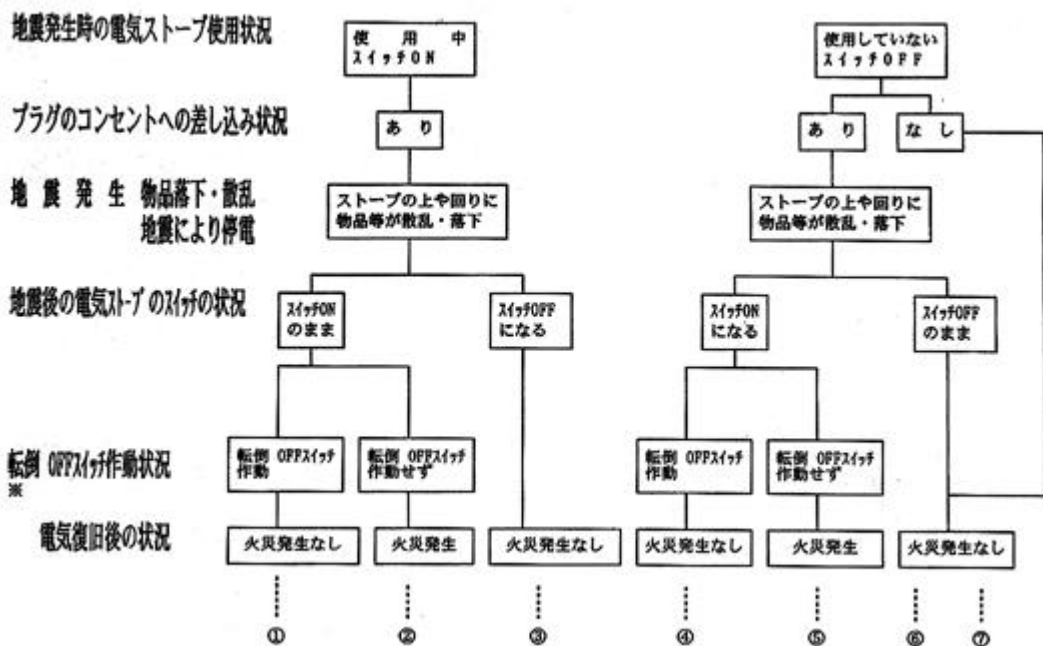 地震発生時の電気ストーブ使用状況
使用中
スイッチON
使用していない
スイッチOFF
プラグのコンセントへの差し込み状況
あり
あり
なし
地震発生 物品落下・散乱
地震により停電
ストーブの上や回りに
物品等が散乱・落下
ストーブの上や回りに
物品等が散乱・落下
地震後の電気ストーブのスイッチの状況
スイッチON
のまま
スイッチOFF
になる
スイッチON
になる
スイッチOFF
のまま
転倒 OFFスイッチ作動状況
※
転倒 OFFスイッチ
作動
転倒 OFFスイッチ
作動せず
転倒 OFFスイッチ
作動
転倒 OFFスイッチ
作動せず
電気復旧後の状況
火災発生なし
火災発生
火災発生なし
火災発生なし
火災発生
火災発生なし
① ② ③ ④ ⑤ ⑥ ⑦